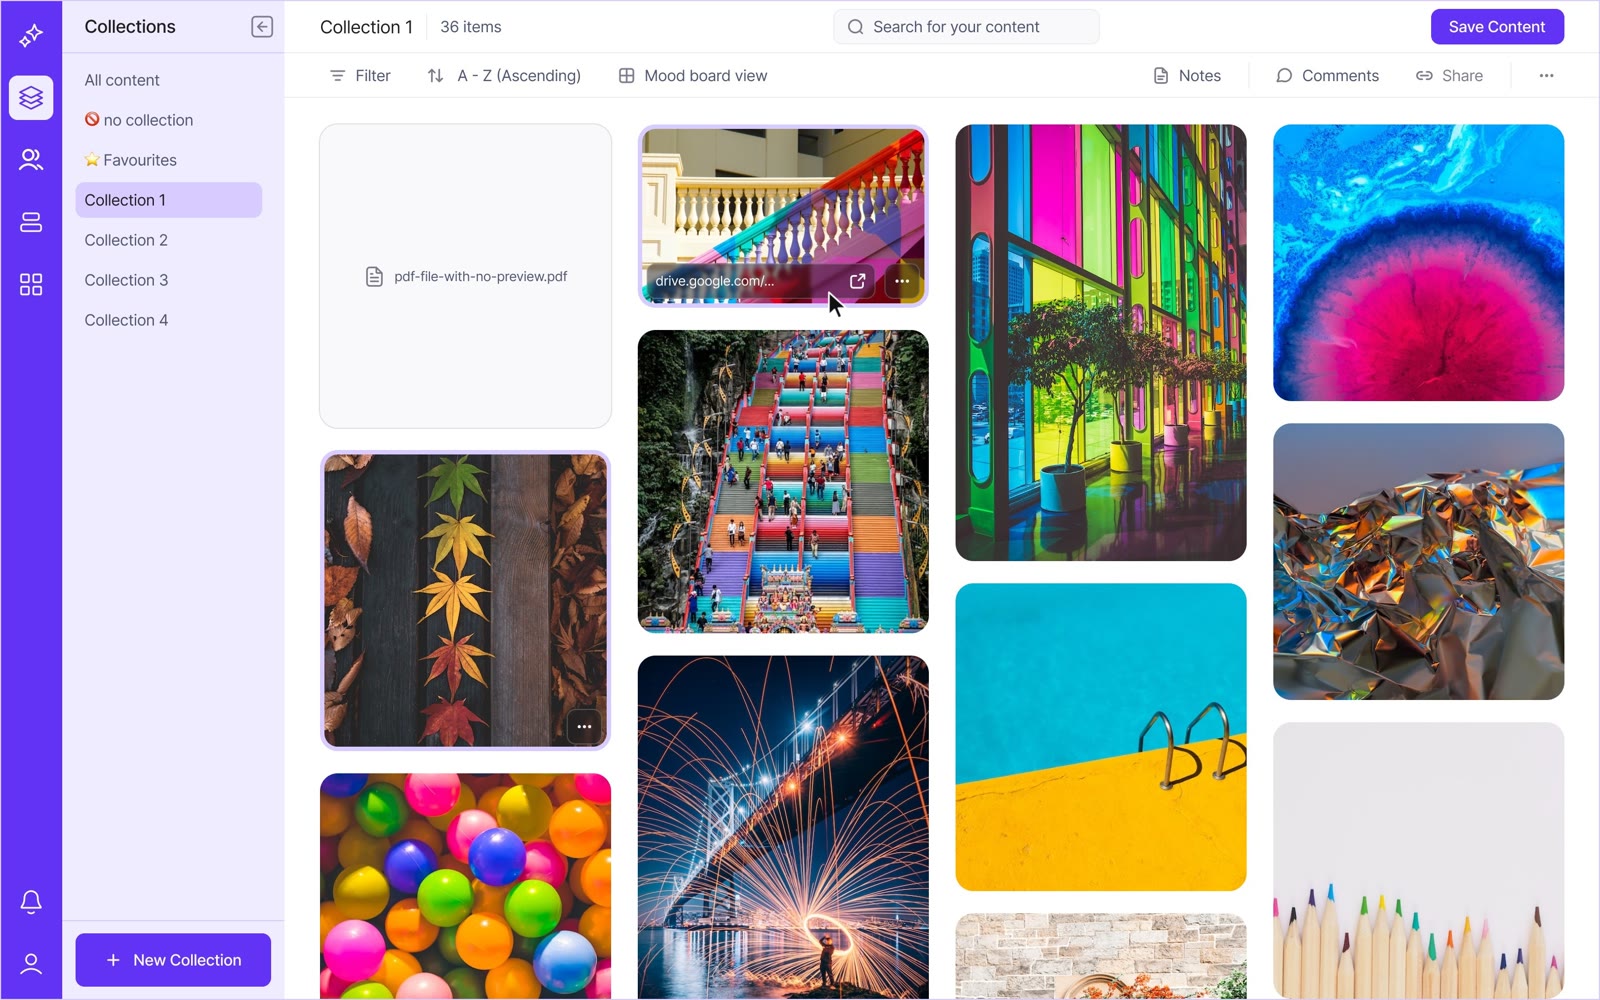 Collections
All content
no collection
Favourites
Collection 1
Collection 2
Collection 3
Collection 4
+ New Collection
Collection 1
36 items
Search for your content
Save Content
Filter
A - Z (Ascending)
Mood board view
Notes
Comments
Share
pdf-file-with-no-preview.pdf
drive.google.com/...